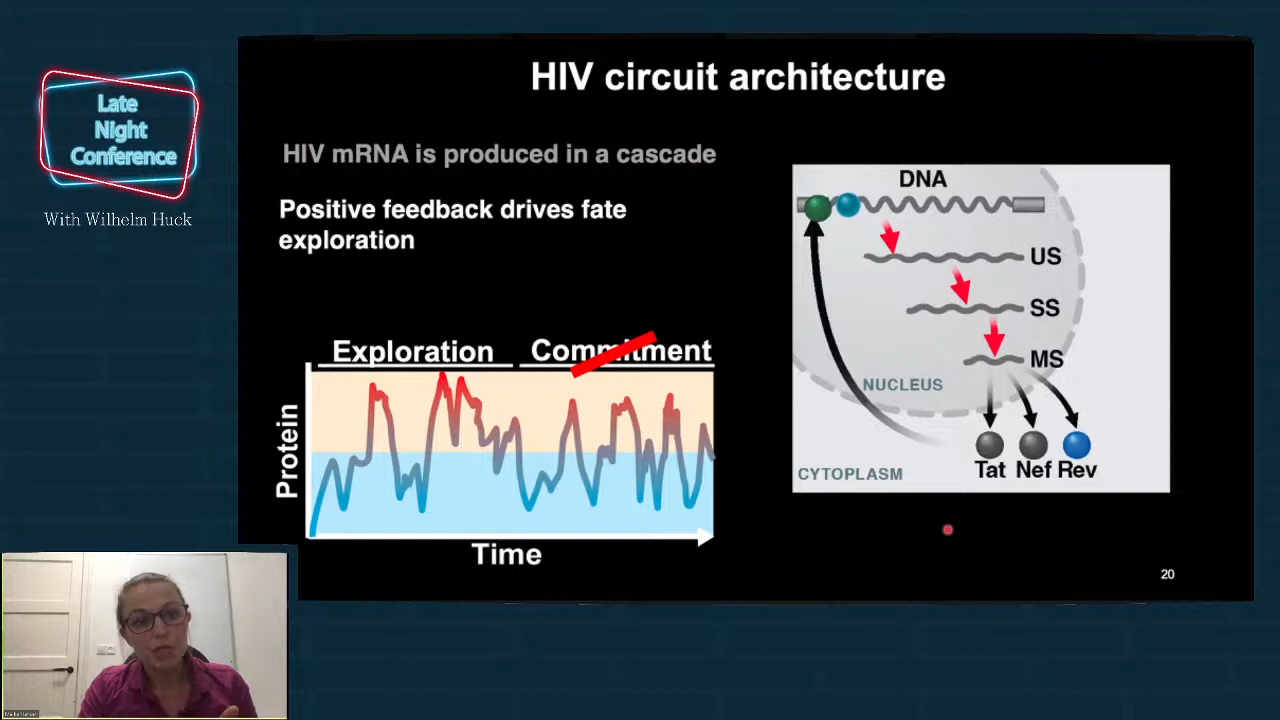 Late
Night
Conference
With Wilhelm Huck
HIV circuit architecture
HIV mRNA is produced in a cascade
Positive feedback drives fate
exploration
Exploration
Commitment
Protein
Time
DNA
US
SS
MS
NUCLEUS
CYTOPLASM
Tat Nef Rev
20